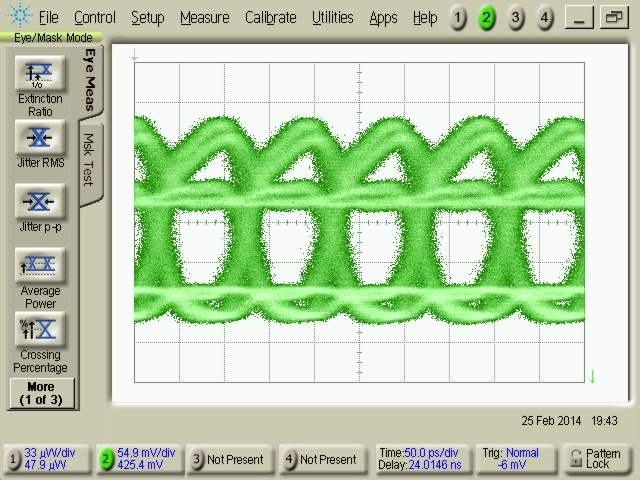 File Control Setup Measure Calibrate Utilities Apps Help 1 2 3 4
Eye/Mask Mode
Eye Meas
Msk Test
1/0
Extinction
Ratio
Jitter RMS
Jitter p-p
Average
Power
%
Crossing
Percentage
More
(1 of 3)
25 Feb 2014 19:43
1 33 µW/div
47.9 µW
2 54.9 mV/div
425.4 mV
3 Not Present
4 Not Present
Time:50.0 ps/div
Delay:24.0146 ns
Trig: Normal
-6 mV
Pattern
Lock